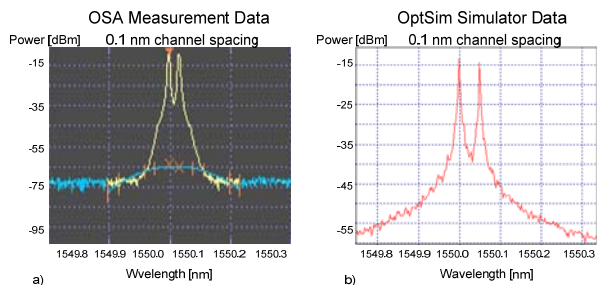 OSA Measurement Data
Power [dBm] 0.1 nm channel spacing
-15
-35
-55
-75
-95
1549.8 1549.9 1550.0 1550.1 1550.2 1550.3
a) Wavelength [nm]
OptSim Simulator Data
Power [dBm] 0.1 nm channel spacing
-15
-25
-35
-45
-55
1549.8 1549.9 1550.0 1550.1 1550.2 1550.3
b) Wavelength [nm]